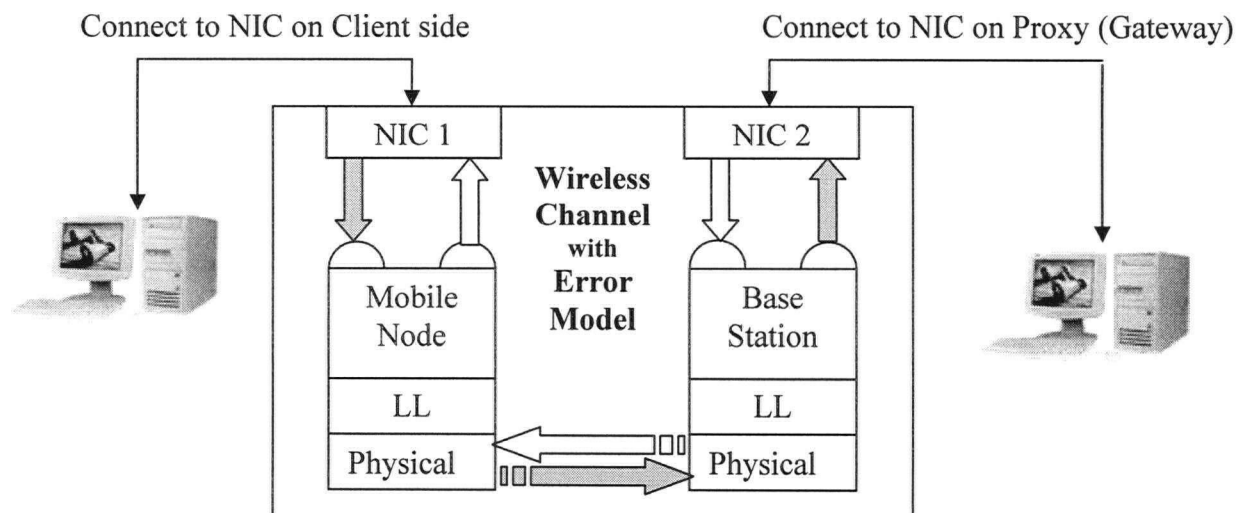 Connect to NIC on Client side
Connect to NIC on Proxy (Gateway)
NIC 1
NIC 2
Wireless
Channel
with
Error
Model
Mobile
Node
Base
Station
LL
LL
Physical
Physical